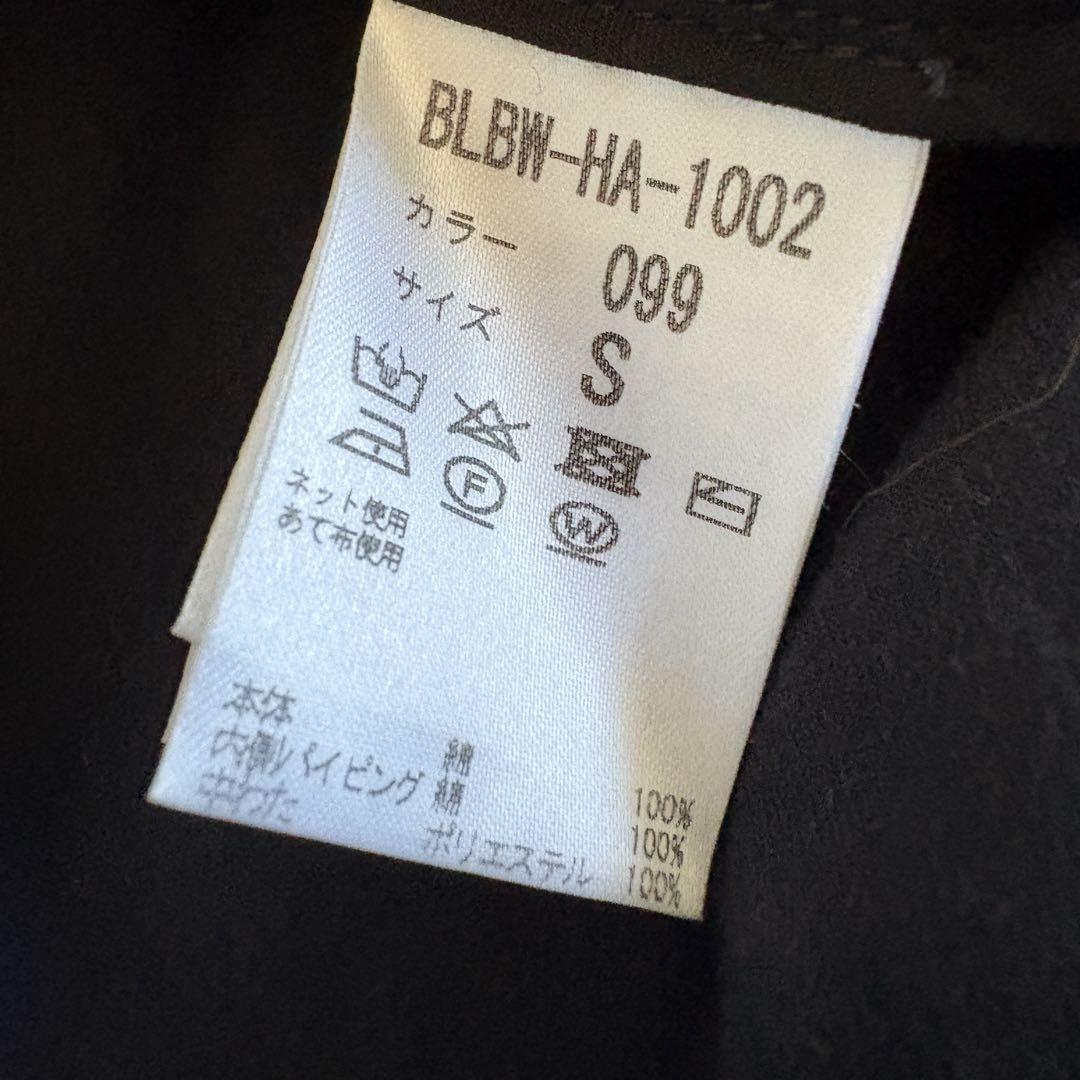 BLBW-HA-1002
カラー 099
サイズ S
F
W
ネット使用
あて布使用
本体 綿 100%
内側パイピング 綿 100%
中わた ポリエステル 100%